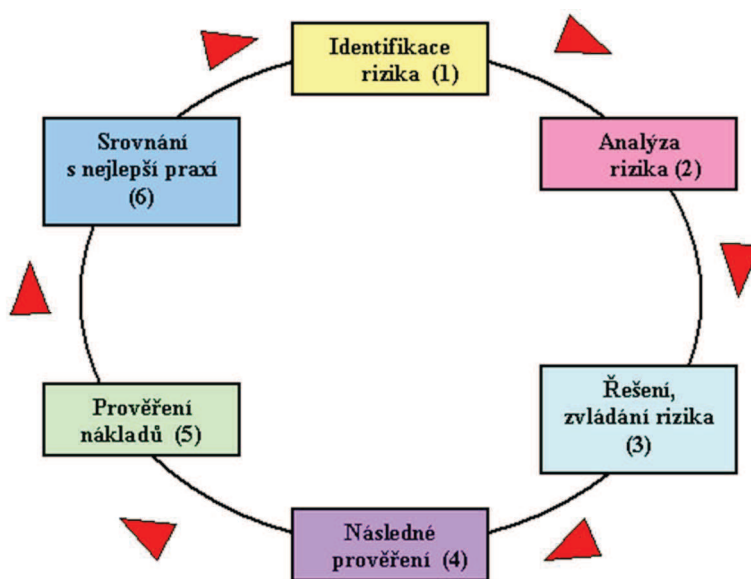 Identifikace
rizika (1)
Analýza
rizika (2)
Řešení,
zvládání rizika
(3)
Následné
prověření (4)
Prověření
nákladů (5)
Srovnání
s nejlepší praxí
(6)